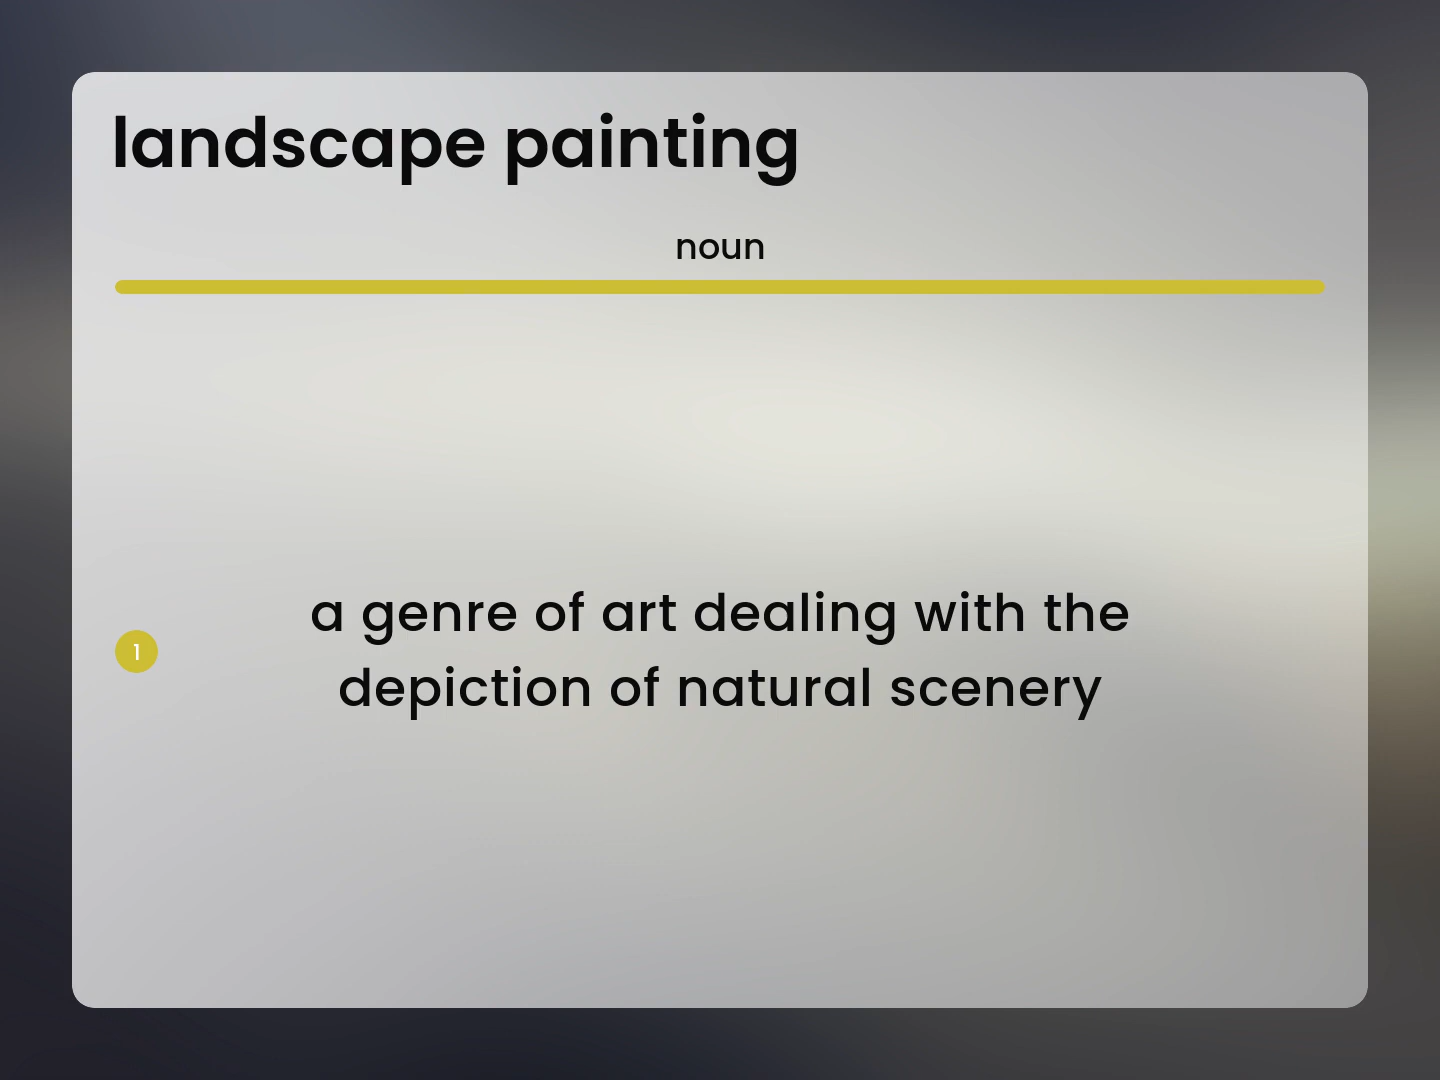 landscape painting
noun
1
a genre of art dealing with the
depiction of natural scenery